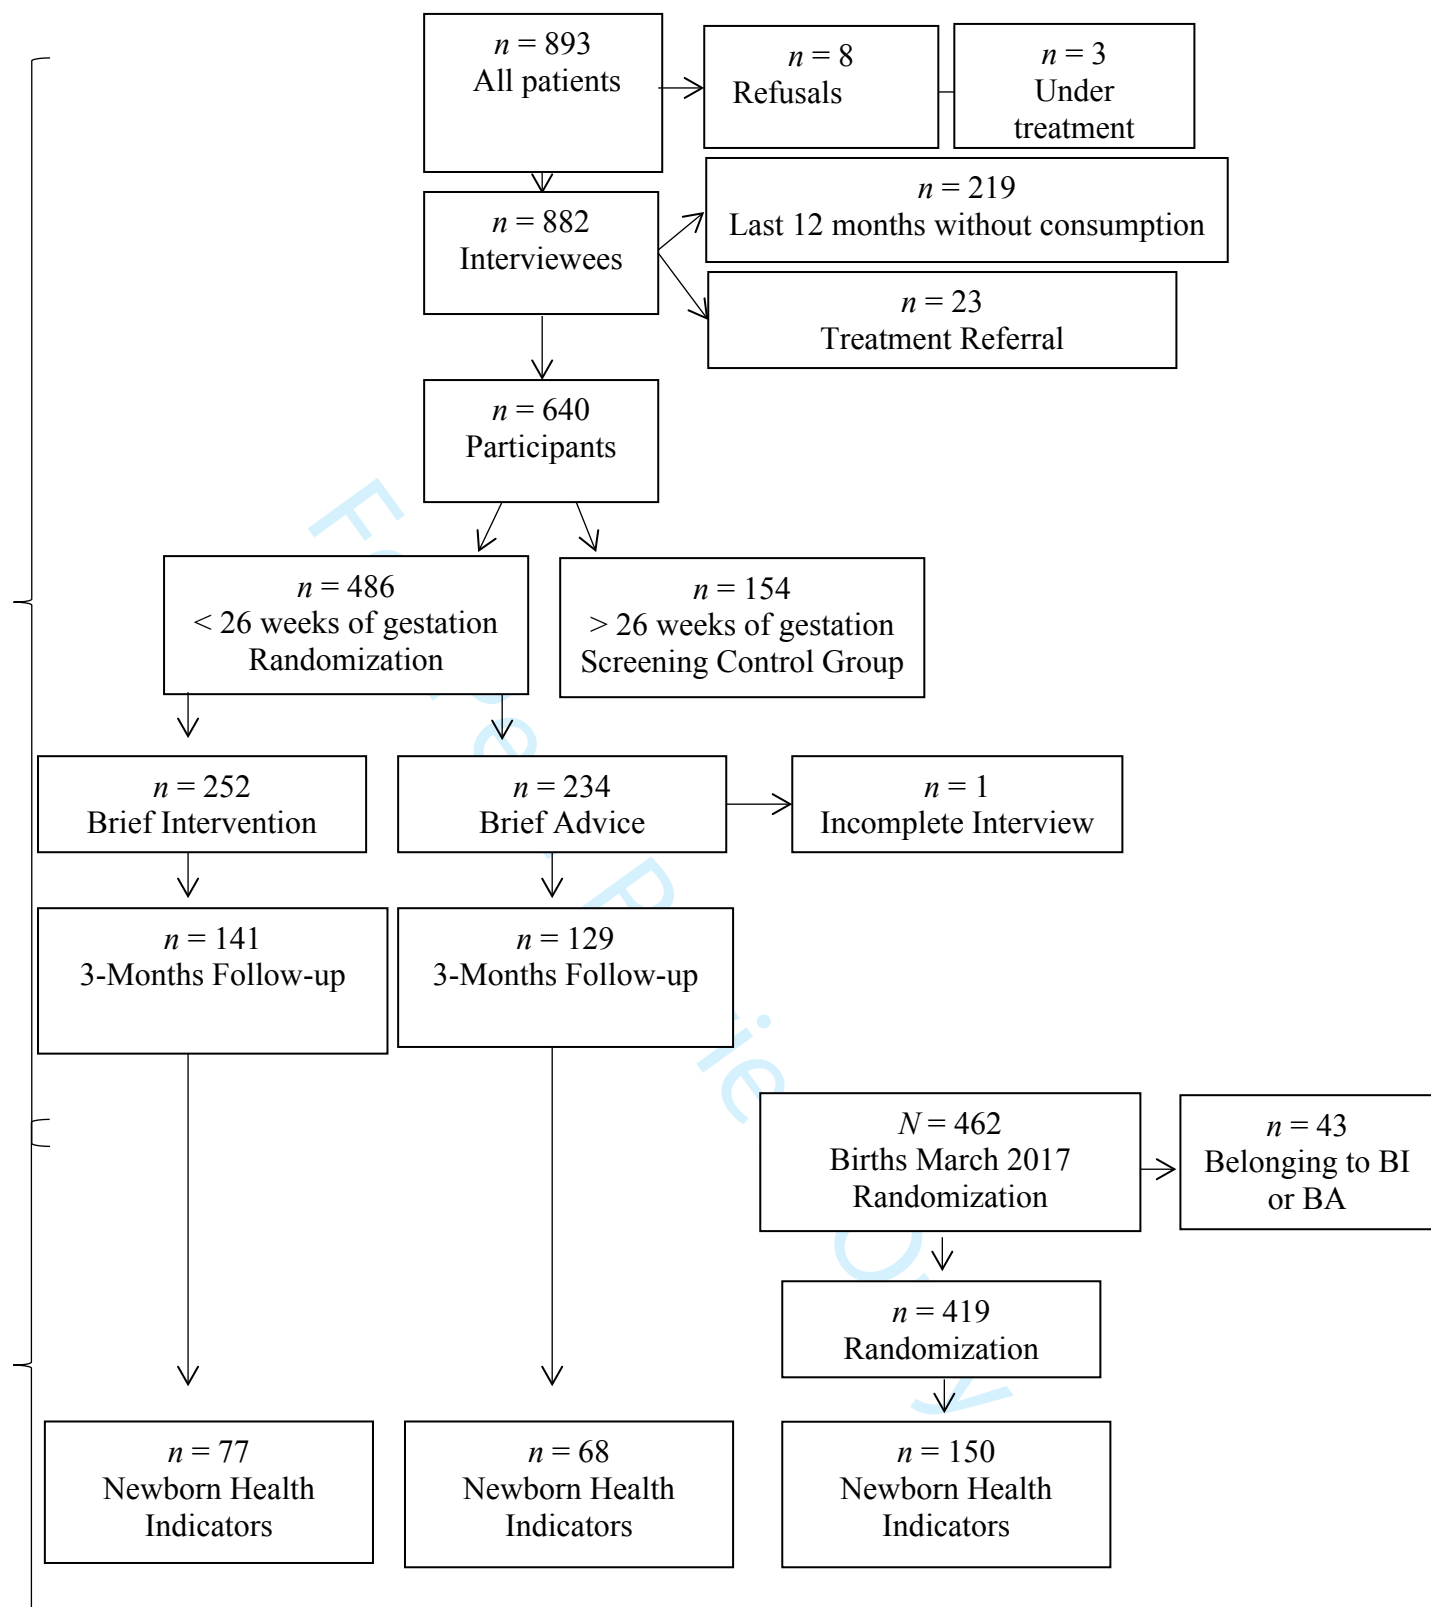 n = 893
All patients
n = 8
Refusals
n = 3
Under
treatment
n = 882
Interviewees
n = 219
Last 12 months without consumption
n = 23
Treatment Referral
n = 640
Participants
n = 486
< 26 weeks of gestation
Randomization
n = 154
> 26 weeks of gestation
Screening Control Group
n = 252
Brief Intervention
n = 234
Brief Advice
n = 1
Incomplete Interview
n = 141
3-Months Follow-up
n = 129
3-Months Follow-up
N = 462
Births March 2017
Randomization
n = 43
Belonging to BI
or BA
n = 419
Randomization
n = 77
Newborn Health
Indicators
n = 68
Newborn Health
Indicators
n = 150
Newborn Health
Indicators